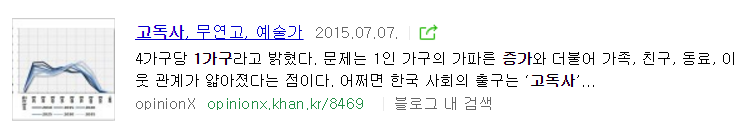 고독사, 무연고, 예술가 2015.07.07.
4가구당 1가구라고 밝혔다. 문제는 1인 가구의 가파른 증가와 더불어 가족, 친구, 동료, 이
웃 관계가 얇아졌다는 점이다. 어쩌면 한국 사회의 출구는 ‘고독사’...
opinionX opinionx.khan.kr/8469 블로그 내 검색